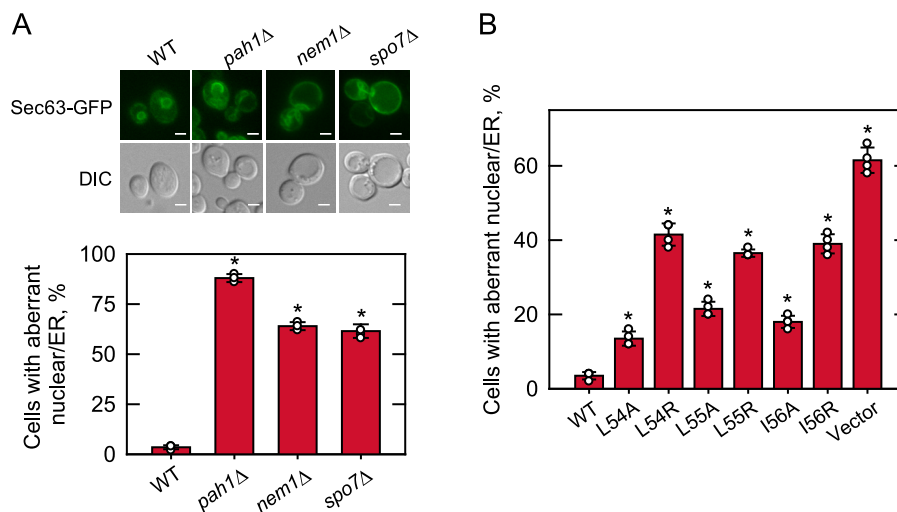 A
WT pah1Δ nem1Δ spo7Δ
Sec63-GFP
DIC
Cells with aberrant
nuclear/ER, %
100
75
50
25
0
* * *
WT pah1Δ nem1Δ spo7Δ
B
Cells with aberrant nuclear/ER, %
60
40
20
0
* * * * * * *
WT L54A L54R L55A L55R I56A I56R Vector